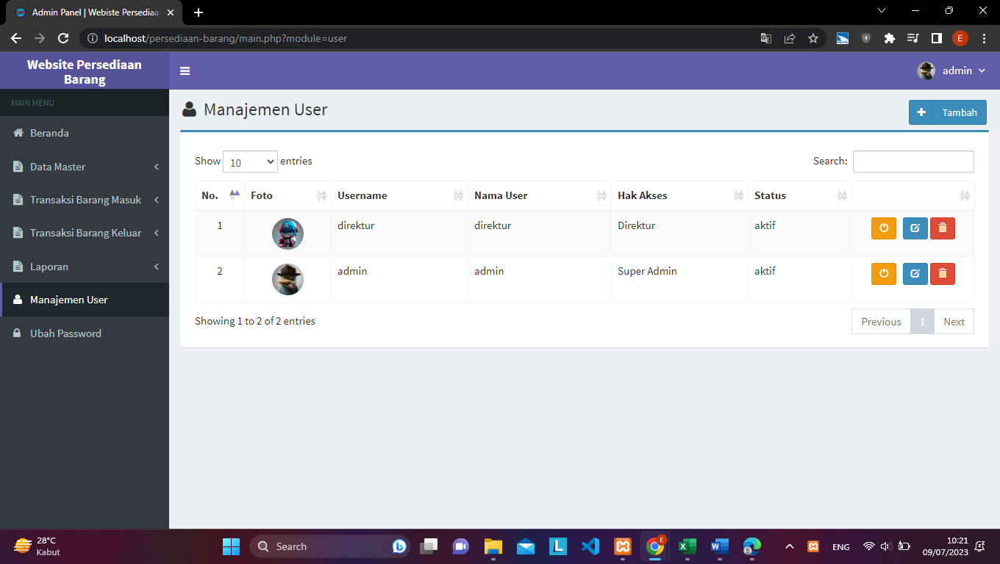 Admin Panel | Webiste Persediaan
localhost/persediaan-barang/main.php?module=user
E
Website Persediaan
Barang
admin
MAIN MENU
Beranda
Data Master
Transaksi Barang Masuk
Transaksi Barang Keluar
Laporan
Manajemen User
Ubah Password
Manajemen User
Tambah
Show 10 entries
Search:
No. Foto Username Nama User Hak Akses Status
1 direktur direktur Direktur aktif
2 admin admin Super Admin aktif
Showing 1 to 2 of 2 entries
Previous 1 Next
28°C
Kabut
Search
ENG
10:21
09/07/2023